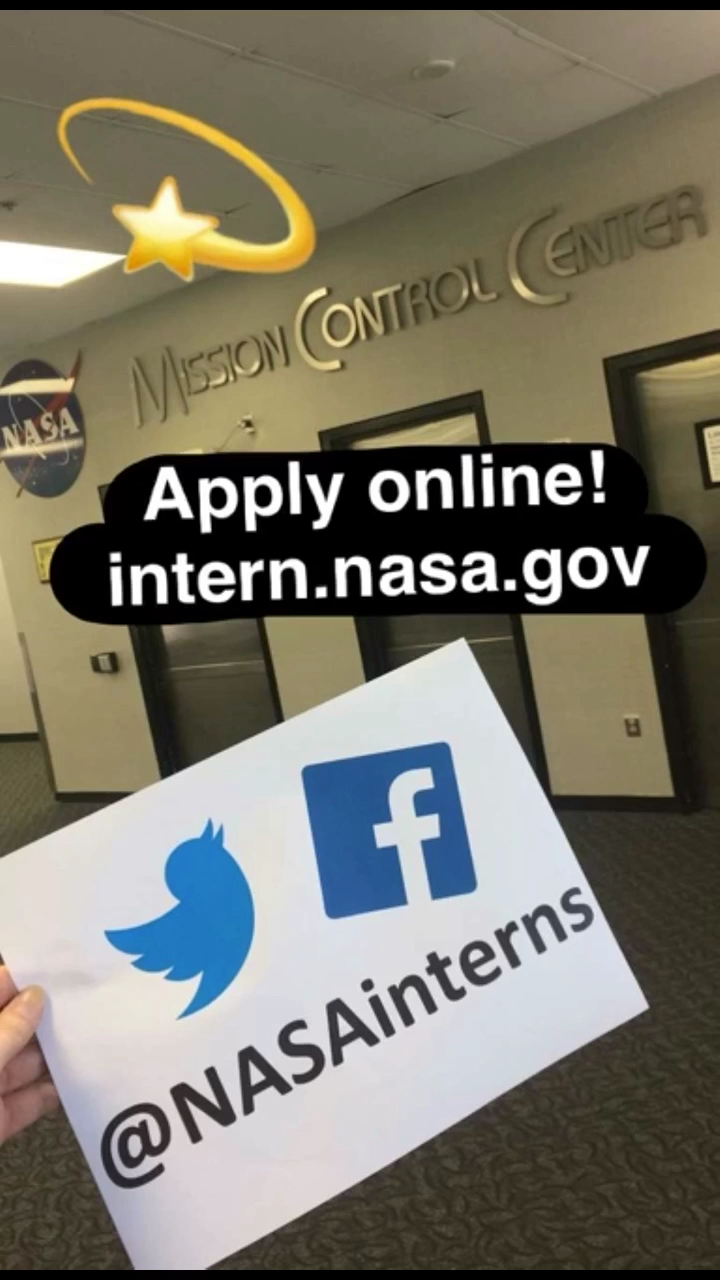 MISSION CONTROL CENTER
NASA
Apply online!
intern.nasa.gov
@NASAinterns